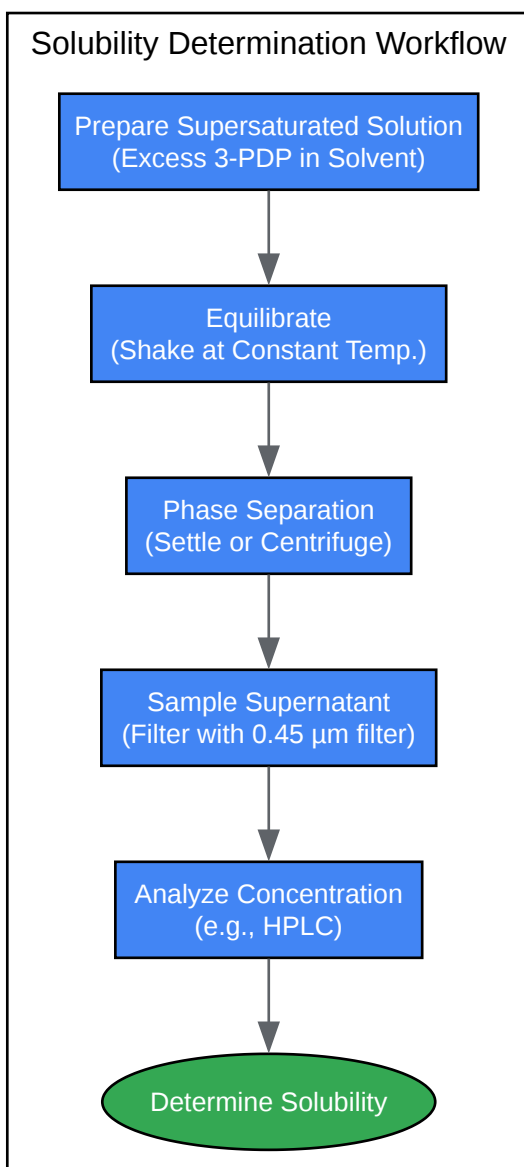 Solubility Determination Workflow
Prepare Supersaturated Solution
(Excess 3-PDP in Solvent)
Equilibrate
(Shake at Constant Temp.)
Phase Separation
(Settle or Centrifuge)
Sample Supernatant
(Filter with 0.45 µm filter)
Analyze Concentration
(e.g., HPLC)
Determine Solubility